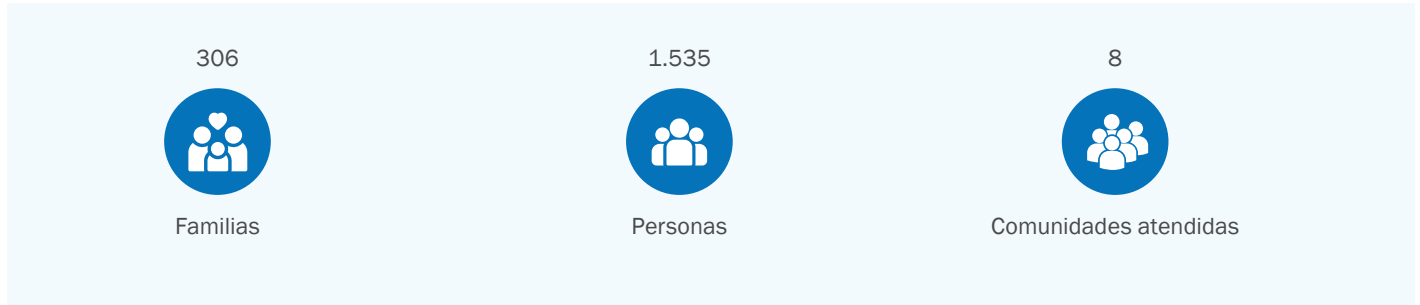 306
1.535
8
Familias
Personas
Comunidades atendidas